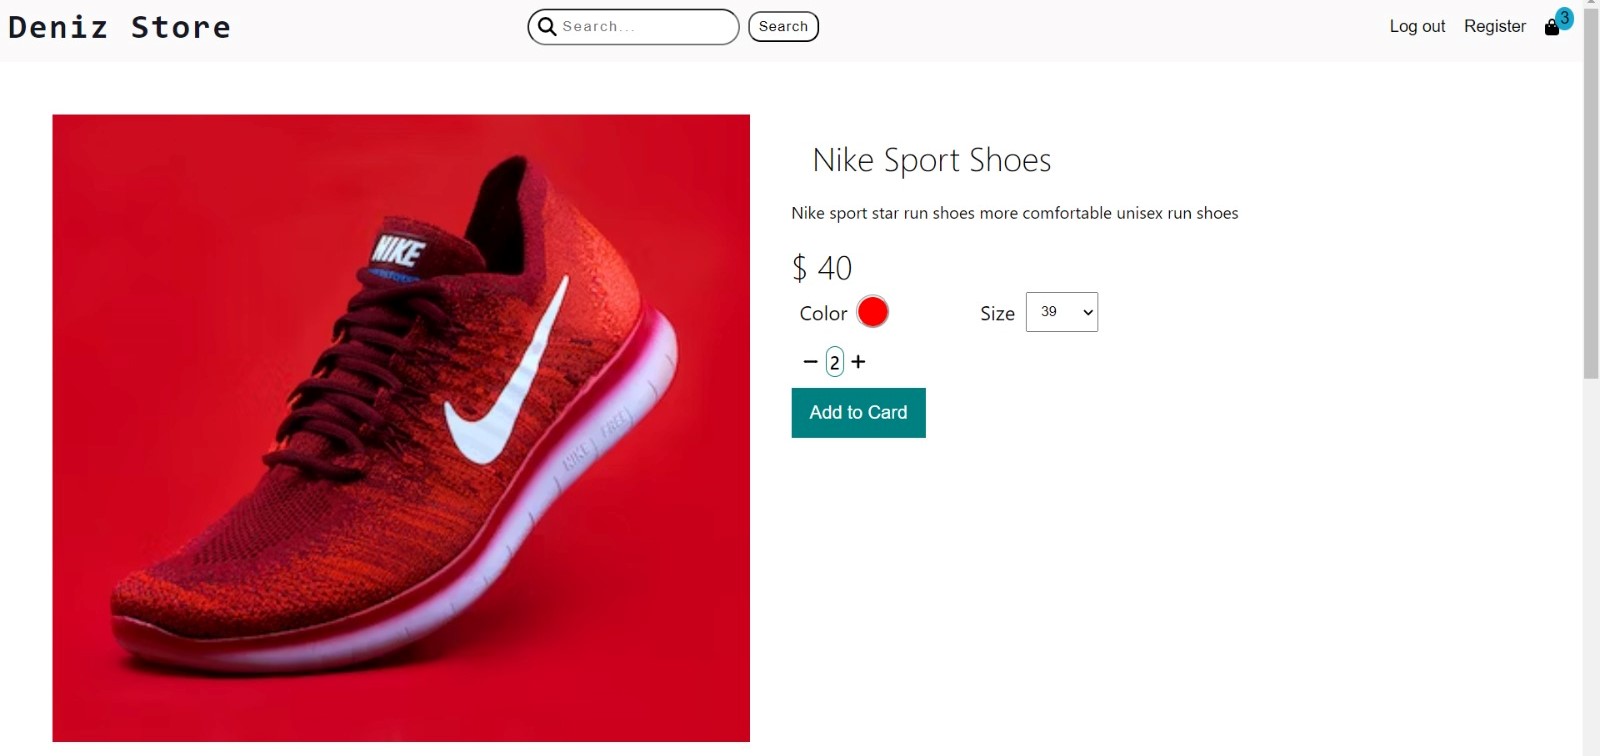 Deniz Store
Search...
Search
Log out
Register
3
NIKE
NIKE FREE
Nike Sport Shoes
Nike sport star run shoes more comfortable unisex run shoes
$ 40
Color
Size
39
2
Add to Card